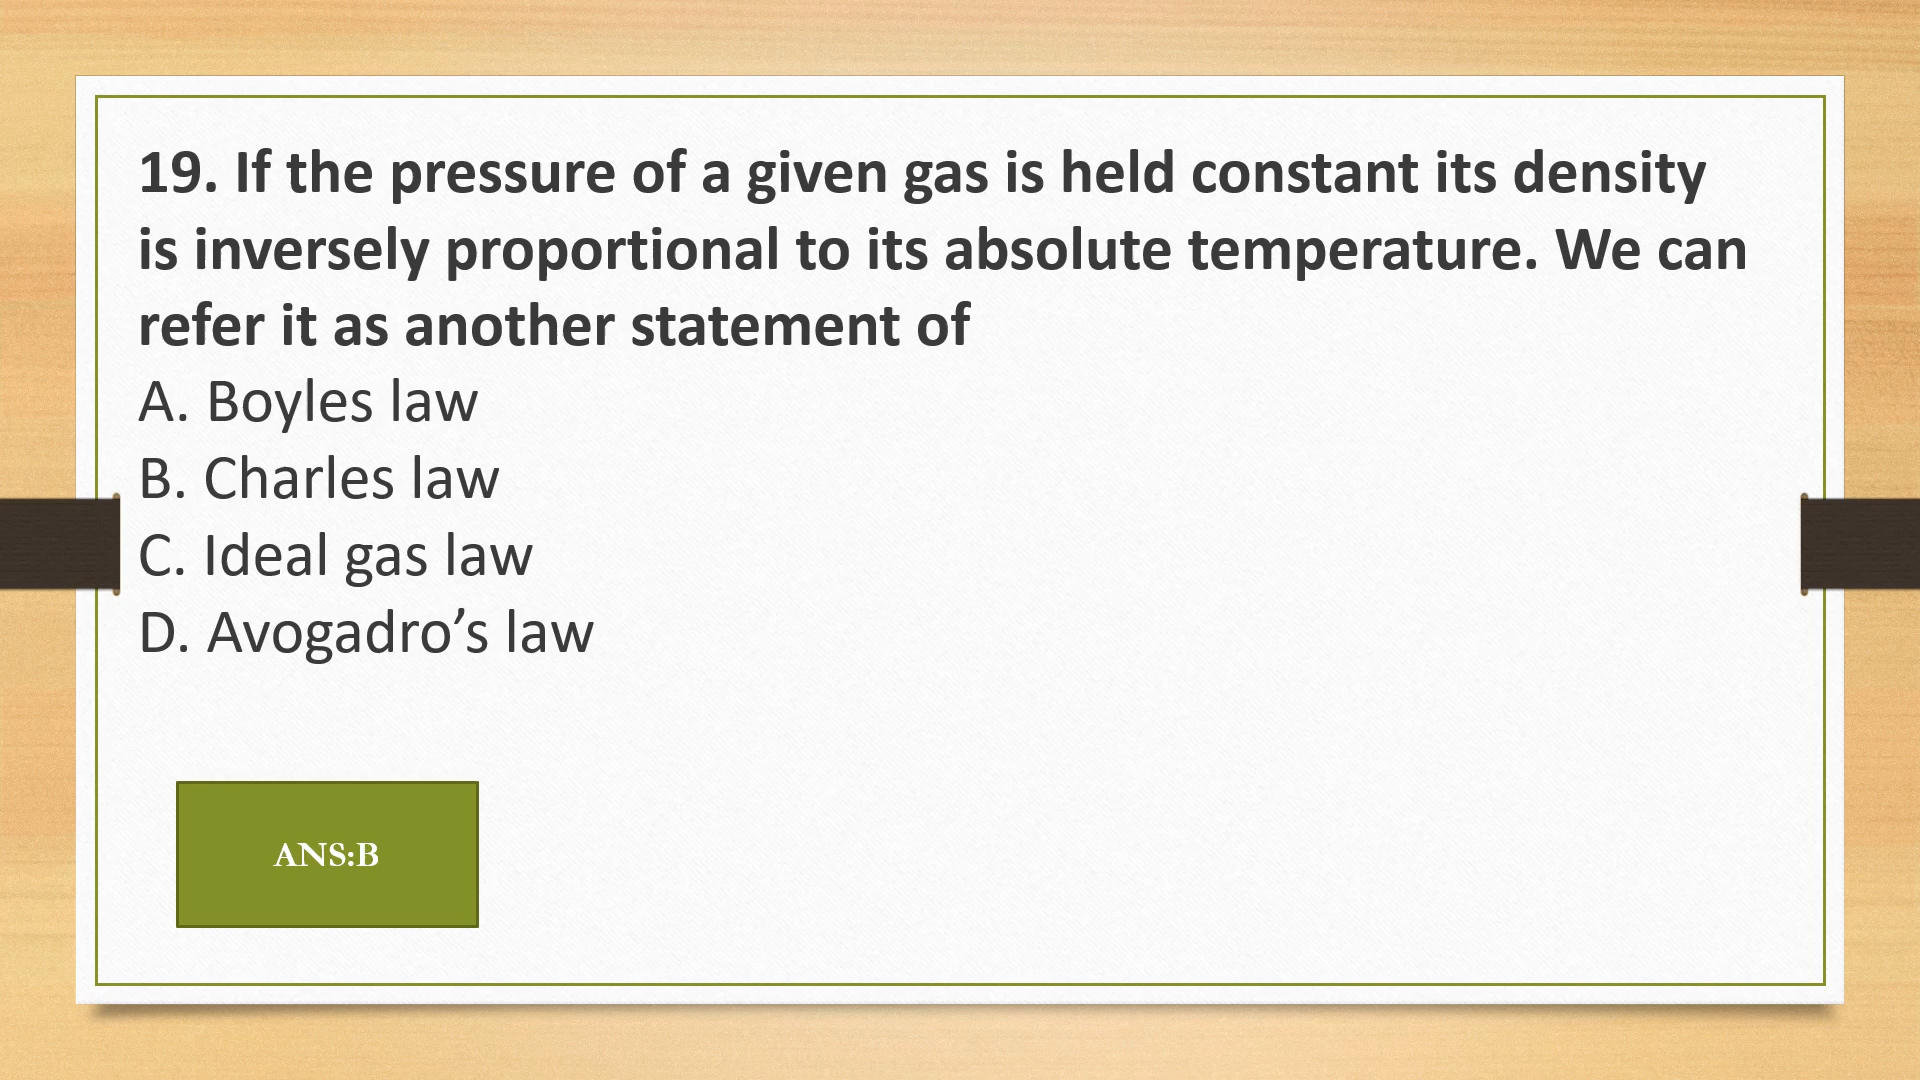 19. If the pressure of a given gas is held constant its density
is inversely proportional to its absolute temperature. We can
refer it as another statement of
A. Boyles law
B. Charles law
C. Ideal gas law
D. Avogadro’s law
ANS:B